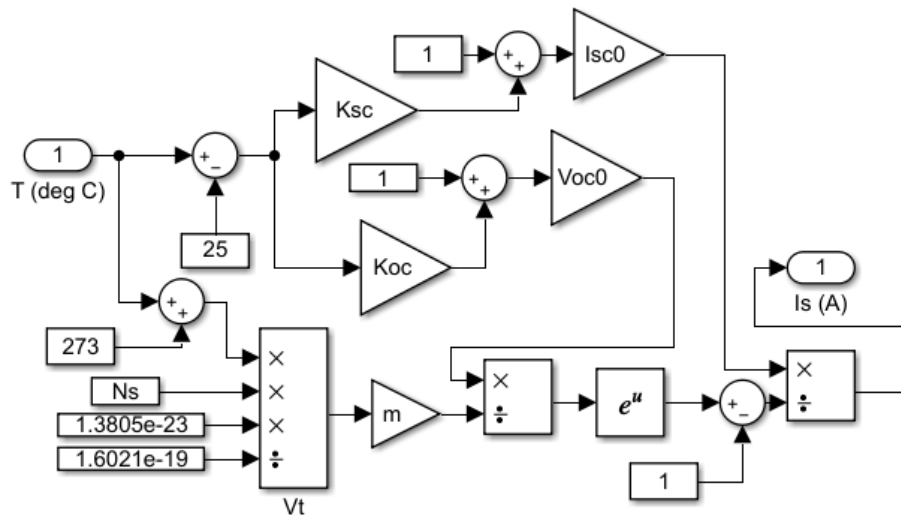 1
Isc0
+
+
Ksc
1
T (deg C)
+
−
1
+
+
Voc0
25
Koc
1
Is (A)
+
+
273
×
Ns
×
1.3805e-23
×
1.6021e-19
÷
Vt
m
×
÷
e^u
+
−
1
×
÷